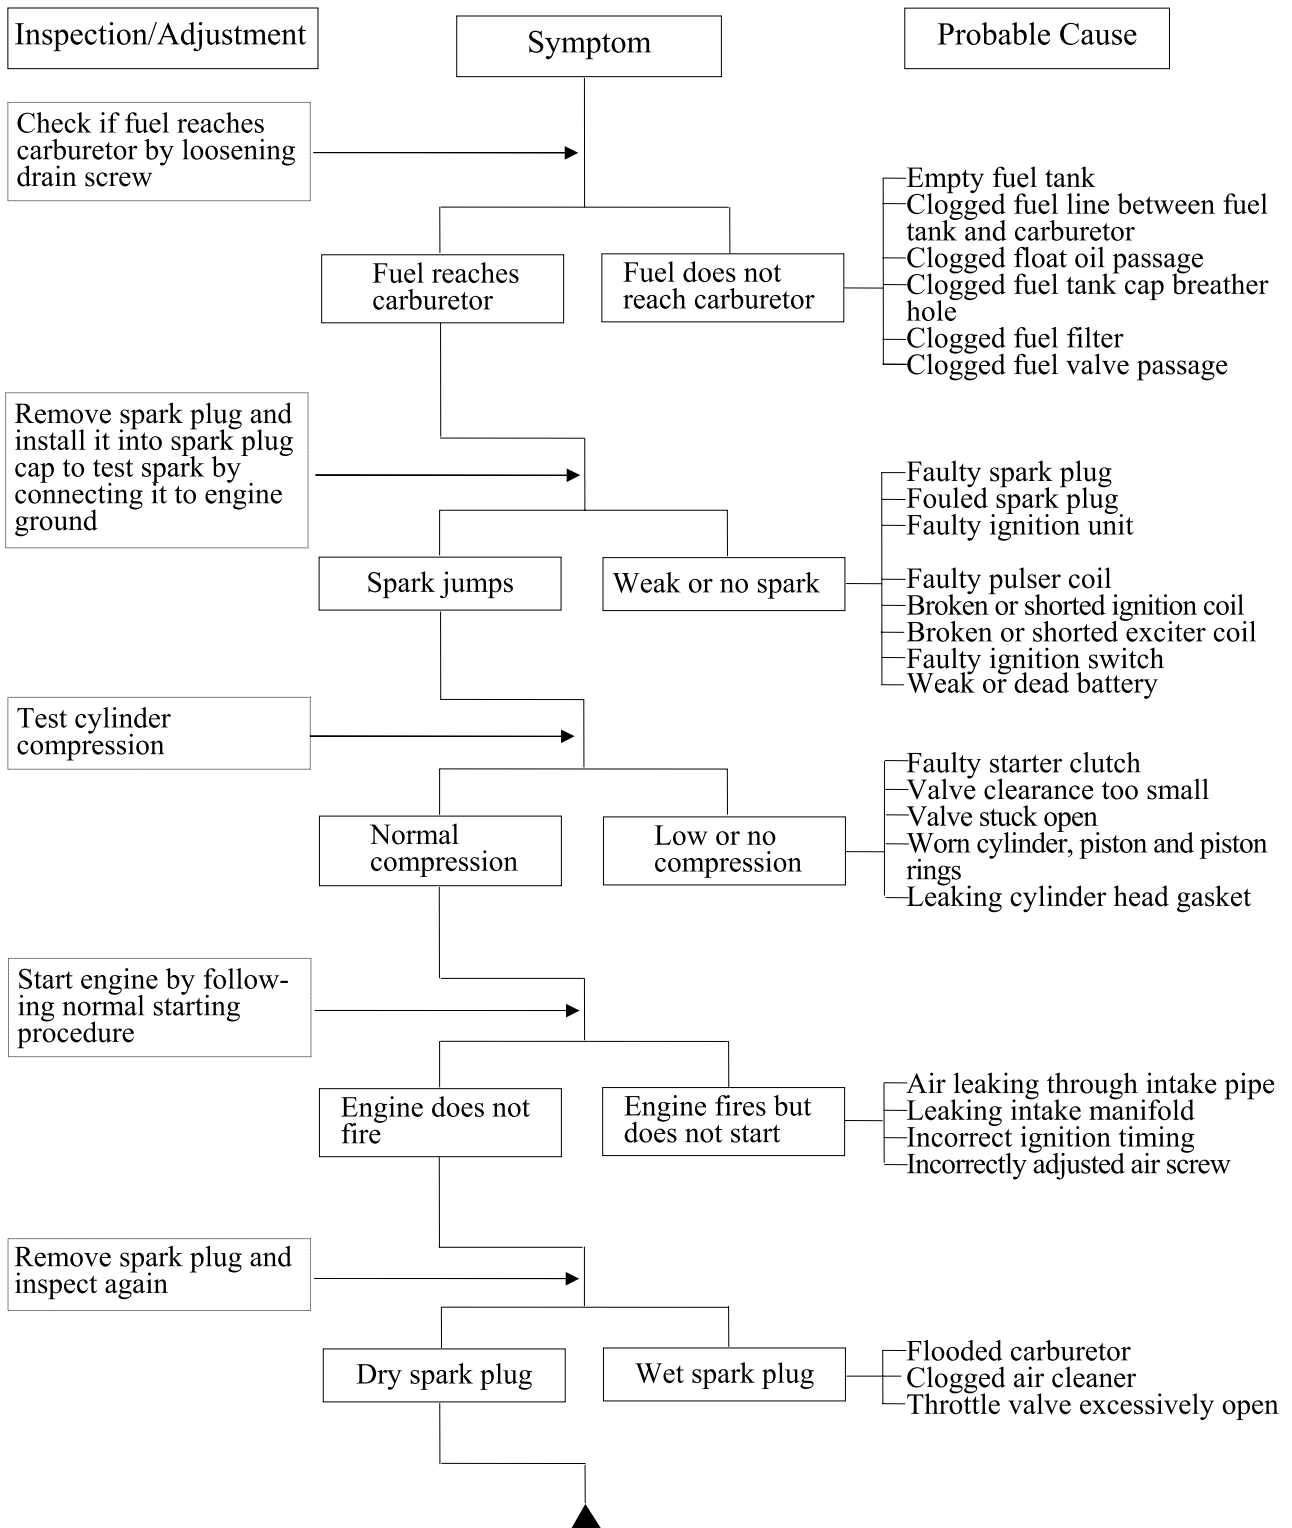 Inspection/Adjustment
Symptom
Probable Cause
Check if fuel reaches
carburetor by loosening
drain screw
Fuel reaches
carburetor
Fuel does not
reach carburetor
Empty fuel tank
Clogged fuel line between fuel
tank and carburetor
Clogged float oil passage
Clogged fuel tank cap breather
hole
Clogged fuel filter
Clogged fuel valve passage
Remove spark plug and
install it into spark plug
cap to test spark by
connecting it to engine
ground
Spark jumps
Weak or no spark
Faulty spark plug
Fouled spark plug
Faulty ignition unit
Faulty pulser coil
Broken or shorted ignition coil
Broken or shorted exciter coil
Faulty ignition switch
Weak or dead battery
Test cylinder
compression
Normal
compression
Low or no
compression
Faulty starter clutch
Valve clearance too small
Valve stuck open
Worn cylinder, piston and piston
rings
Leaking cylinder head gasket
Start engine by follow-
ing normal starting
procedure
Engine does not
fire
Engine fires but
does not start
Air leaking through intake pipe
Leaking intake manifold
Incorrect ignition timing
Incorrectly adjusted air screw
Remove spark plug and
inspect again
Dry spark plug
Wet spark plug
Flooded carburetor
Clogged air cleaner
Throttle valve excessively open